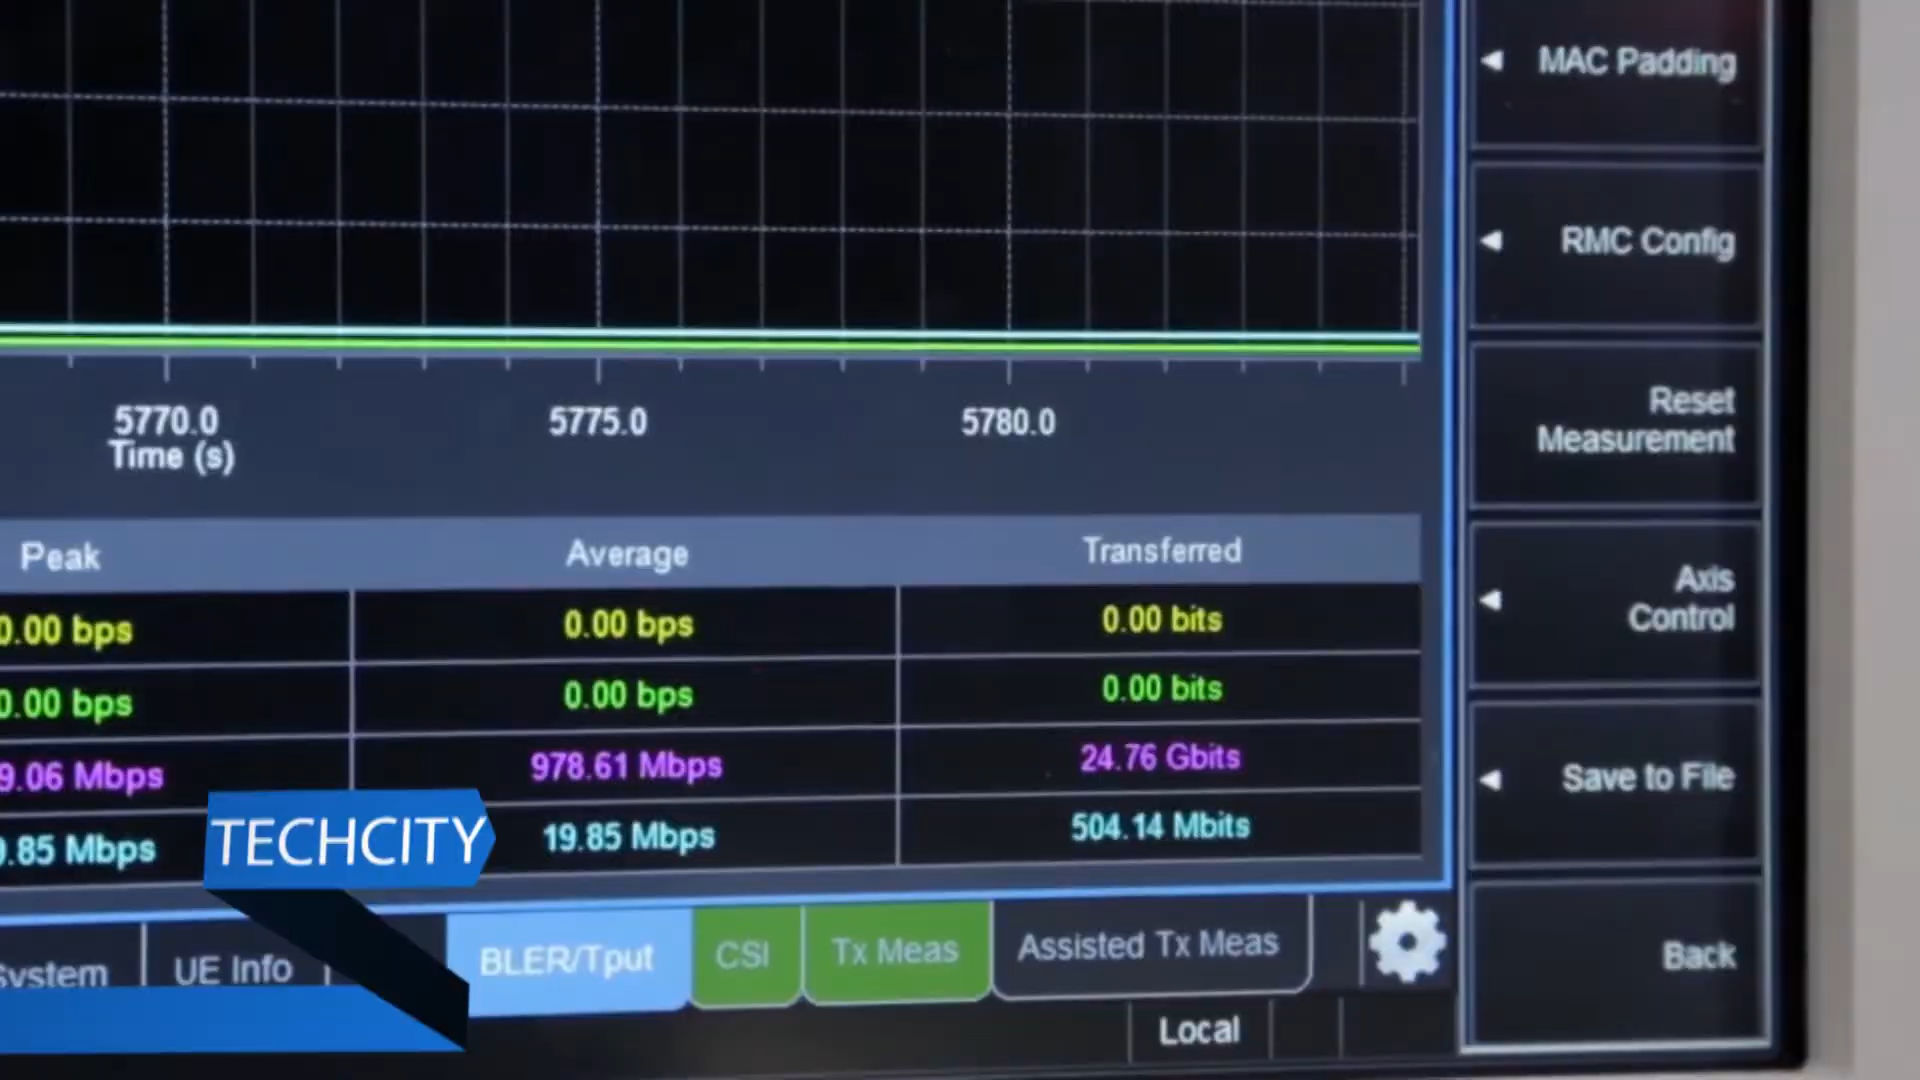 MAC Padding
RMC Config
Reset
Measurement
Axis
Control
Save to File
Back
5770.0 5775.0 5780.0
Time (s)
Peak Average Transferred
0.00 bps 0.00 bps 0.00 bits
0.00 bps 0.00 bps 0.00 bits
9.06 Mbps 978.61 Mbps 24.76 Gbits
.85 Mbps 19.85 Mbps 504.14 Mbits
TECHCITY
System UE Info BLER/Tput CSI Tx Meas Assisted Tx Meas
Local